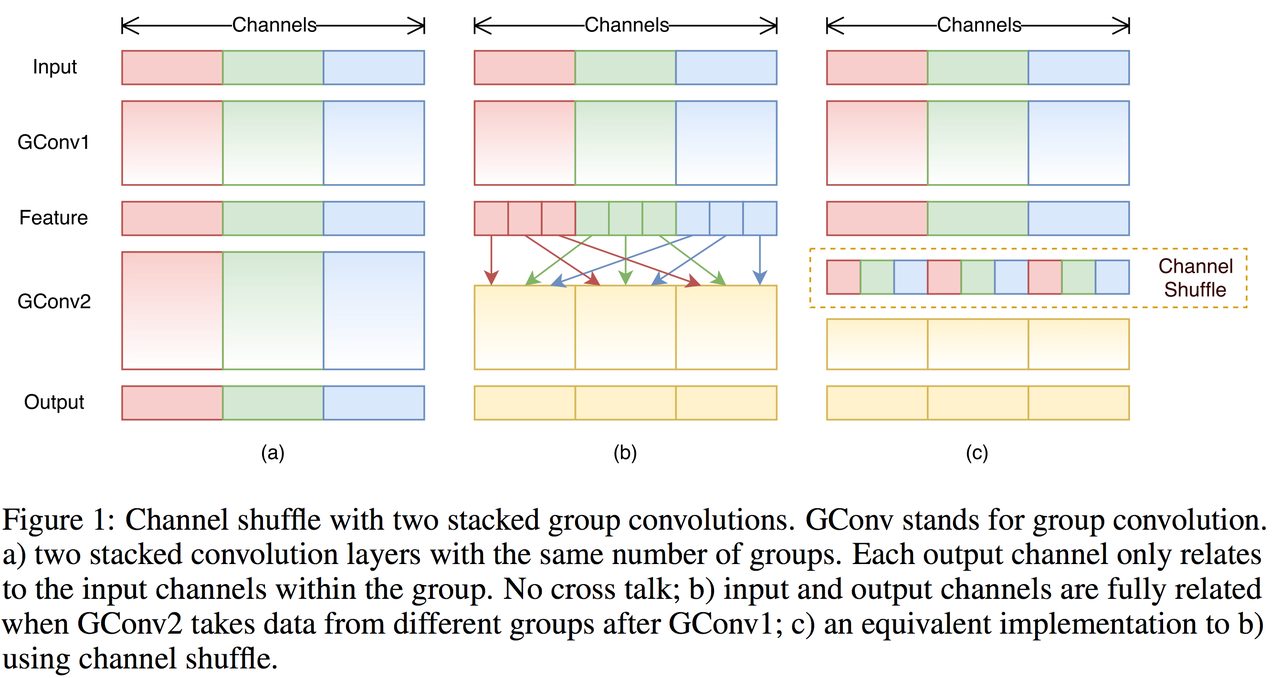 Channels Channels Channels
Input
GConv1
Feature
GConv2
Channel
Shuffle
Output
(a) (b) (c)
Figure 1: Channel shuffle with two stacked group convolutions. GConv stands for group convolution.
a) two stacked convolution layers with the same number of groups. Each output channel only relates
to the input channels within the group. No cross talk; b) input and output channels are fully related
when GConv2 takes data from different groups after GConv1; c) an equivalent implementation to b)
using channel shuffle.